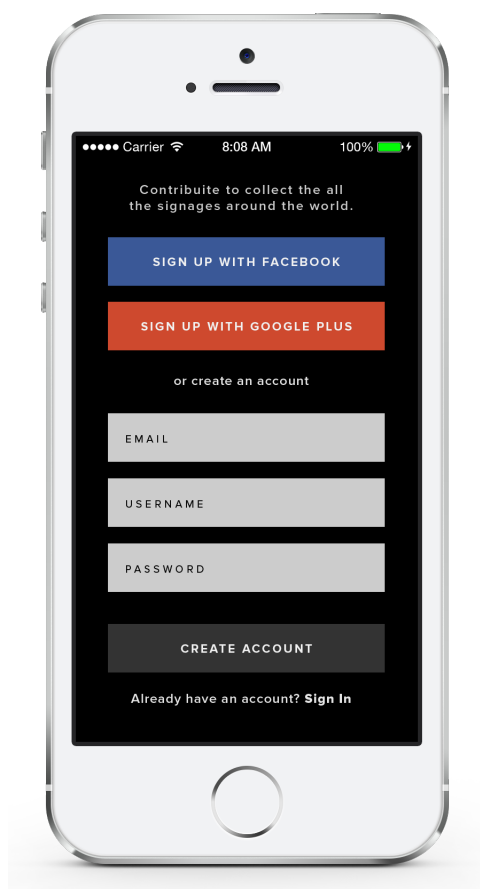 Carrier 8:08 AM 100%
Contribuite to collect the all
the signages around the world.
SIGN UP WITH FACEBOOK
SIGN UP WITH GOOGLE PLUS
or create an account
EMAIL
USERNAME
PASSWORD
CREATE ACCOUNT
Already have an account? Sign In